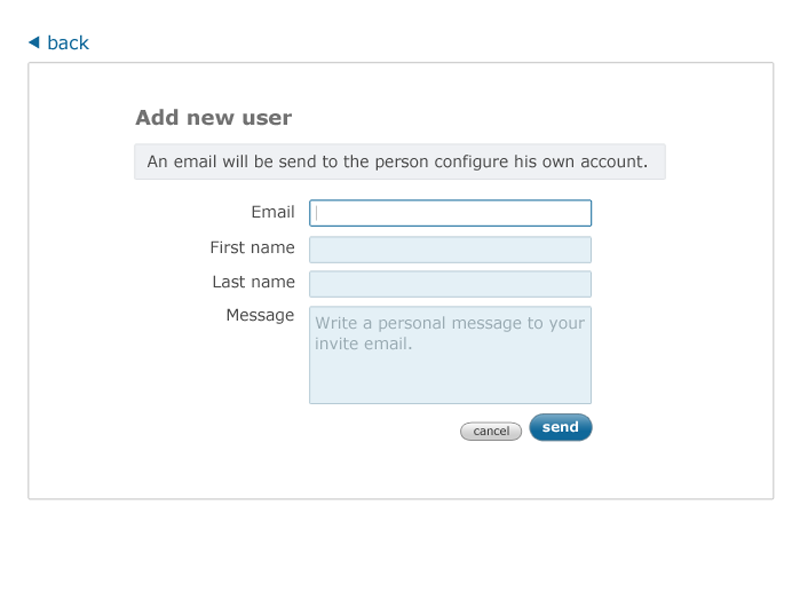 back
Add new user
An email will be send to the person configure his own account.
Email
First name
Last name
Message
Write a personal message to your
invite email.
cancel
send